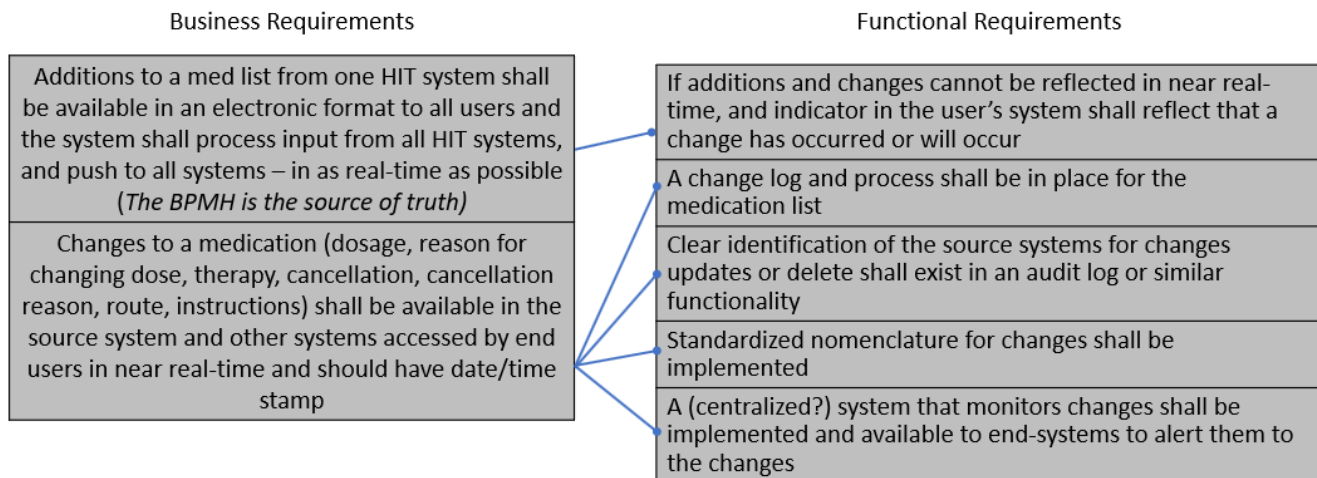 Business Requirements
Functional Requirements
Additions to a med list from one HIT system shall
be available in an electronic format to all users and
the system shall process input from all HIT systems,
and push to all systems – in as real-time as possible
(The BPMH is the source of truth)
Changes to a medication (dosage, reason for
changing dose, therapy, cancellation, cancellation
reason, route, instructions) shall be available in the
source system and other systems accessed by end
users in near real-time and should have date/time
stamp
If additions and changes cannot be reflected in near real-
time, and indicator in the user’s system shall reflect that a
change has occurred or will occur
A change log and process shall be in place for the
medication list
Clear identification of the source systems for changes
updates or delete shall exist in an audit log or similar
functionality
Standardized nomenclature for changes shall be
implemented
A (centralized?) system that monitors changes shall be
implemented and available to end-systems to alert them to
the changes